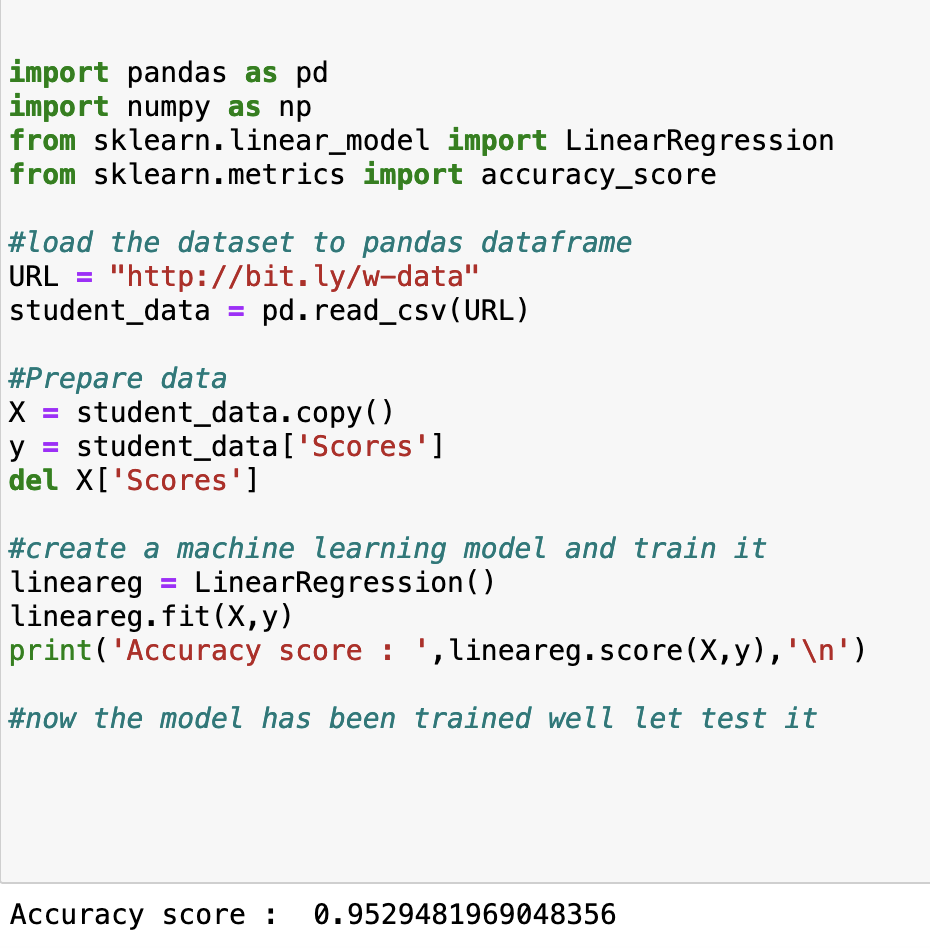 import pandas as pd
import numpy as np
from sklearn.linear_model import LinearRegression
from sklearn.metrics import accuracy_score
#load the dataset to pandas dataframe
URL = "http://bit.ly/w-data"
student_data = pd.read_csv(URL)
#Prepare data
X = student_data.copy()
y = student_data['Scores']
del X['Scores']
#create a machine learning model and train it
lineareg = LinearRegression()
lineareg.fit(X,y)
print('Accuracy score : ',lineareg.score(X,y),'\n')
#now the model has been trained well let test it
Accuracy score :  0.9529481969048356